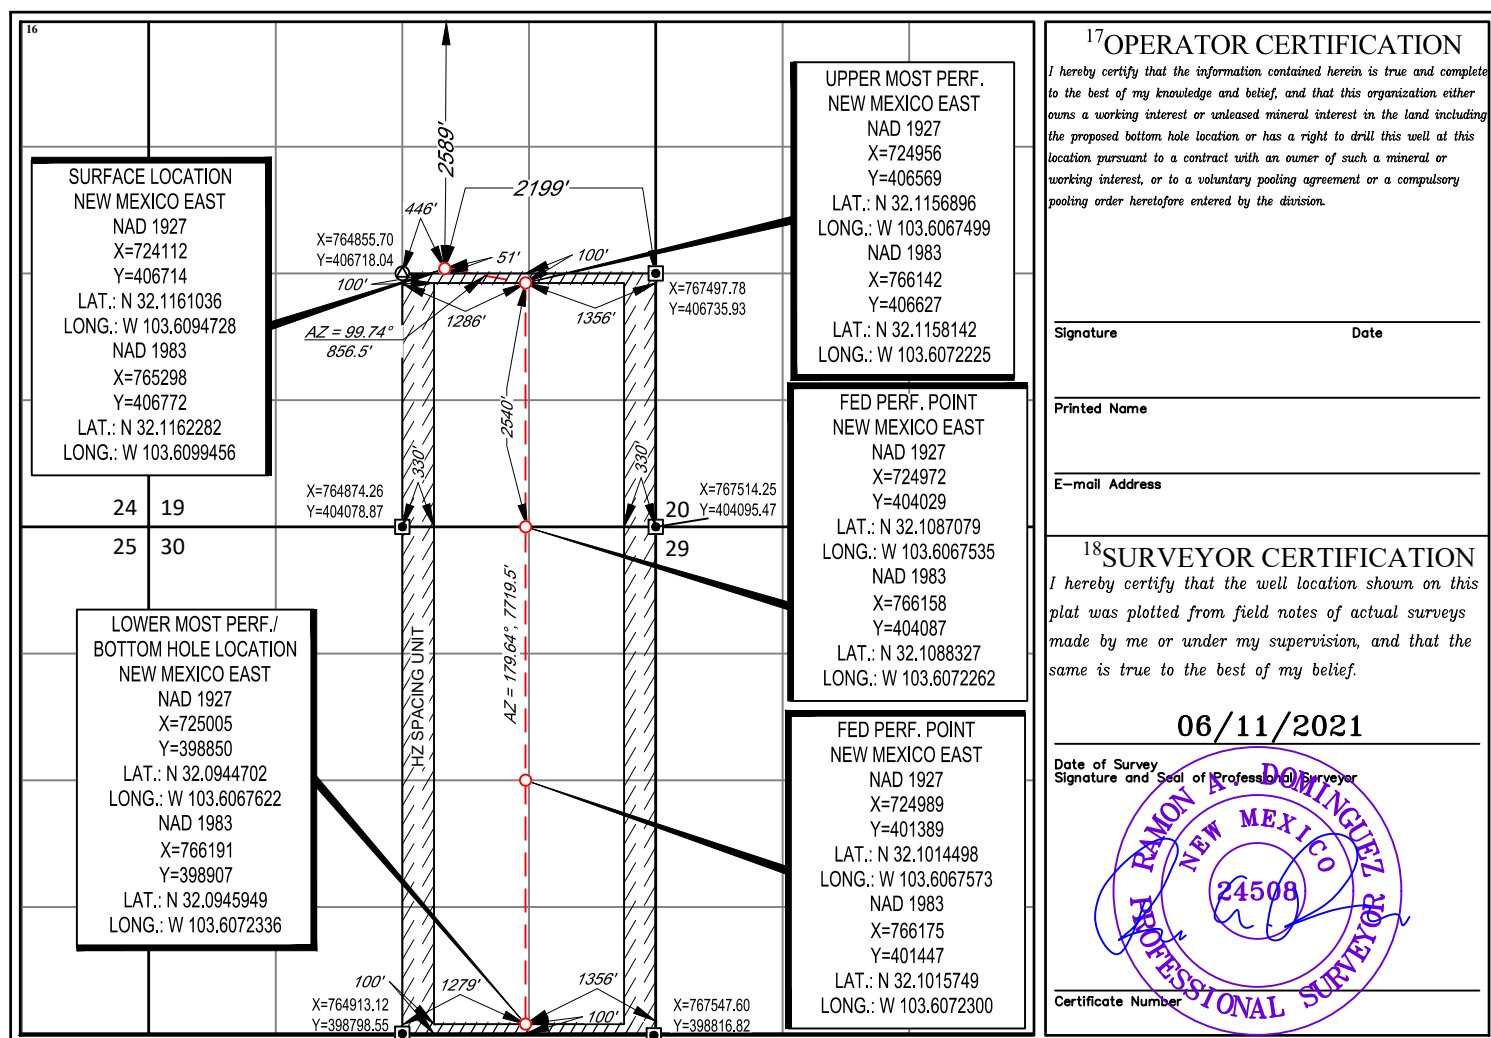 16
2589'
2199'
446'
X=764855.70
Y=406718.04
51'
100'
100'
1286'
1356'
X=767497.78
Y=406735.93
AZ = 99.74°
856.5'
SURFACE LOCATION
NEW MEXICO EAST
NAD 1927
X=724112
Y=406714
LAT.: N 32.1161036
LONG.: W 103.6094728
NAD 1983
X=765298
Y=406772
LAT.: N 32.1162282
LONG.: W 103.6099456
UPPER MOST PERF.
NEW MEXICO EAST
NAD 1927
X=724956
Y=406569
LAT.: N 32.1156896
LONG.: W 103.6067499
NAD 1983
X=766142
Y=406627
LAT.: N 32.1158142
LONG.: W 103.6072225
2540'
330'
330'
X=764874.26
Y=404078.87
X=767514.25
Y=404095.47
24 19
25 30
20
29
FED PERF. POINT
NEW MEXICO EAST
NAD 1927
X=724972
Y=404029
LAT.: N 32.1087079
LONG.: W 103.6067535
NAD 1983
X=766158
Y=404087
LAT.: N 32.1088327
LONG.: W 103.6072262
HZ SPACING UNIT
AZ = 179.64°, 7719.5'
LOWER MOST PERF./
BOTTOM HOLE LOCATION
NEW MEXICO EAST
NAD 1927
X=725005
Y=398850
LAT.: N 32.0944702
LONG.: W 103.6067622
NAD 1983
X=766191
Y=398907
LAT.: N 32.0945949
LONG.: W 103.6072336
FED PERF. POINT
NEW MEXICO EAST
NAD 1927
X=724989
Y=401389
LAT.: N 32.1014498
LONG.: W 103.6067573
NAD 1983
X=766175
Y=401447
LAT.: N 32.1015749
LONG.: W 103.6072300
100'
1279'
1356'
100'
X=764913.12
Y=398798.55
X=767547.60
Y=398816.82
17 OPERATOR CERTIFICATION
I hereby certify that the information contained herein is true and complete
to the best of my knowledge and belief, and that this organization either
owns a working interest or unleased mineral interest in the land including
the proposed bottom hole location or has a right to drill this well at this
location pursuant to a contract with an owner of such a mineral or
working interest, or to a voluntary pooling agreement or a compulsory
pooling order heretofore entered by the division.
Signature Date
Printed Name
E-mail Address
18 SURVEYOR CERTIFICATION
I hereby certify that the well location shown on this
plat was plotted from field notes of actual surveys
made by me or under my supervision, and that the
same is true to the best of my belief.
06/11/2021
Date of Survey
Signature and Seal of Professional Surveyor
RAMON A. DOMINGUEZ
NEW MEXICO
24508
PROFESSIONAL SURVEYOR
Certificate Number